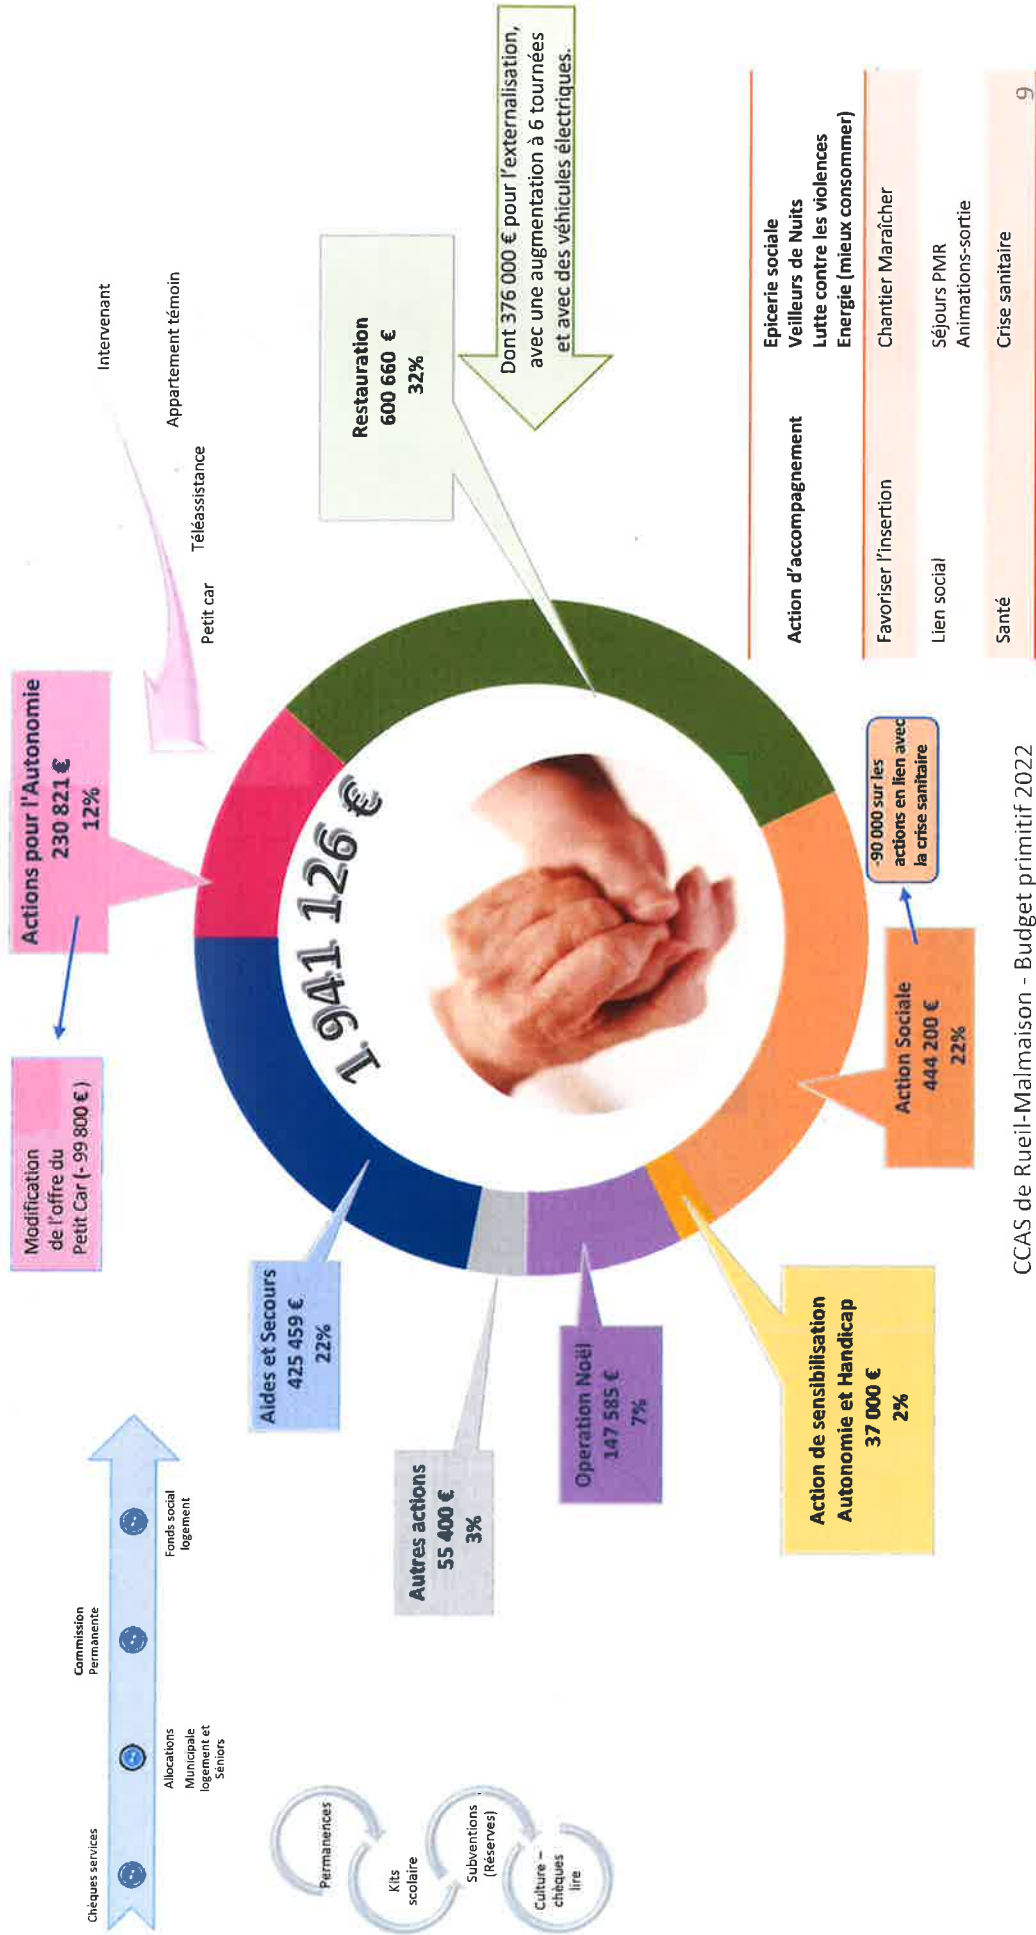 Chèques services
Allocations
Municipale
logement et
Séniors
Commission
Permanente
Fonds social
logement
Modification
de l'offre du
Petit Car (- 99 800 €)
Actions pour l'Autonomie
230 821 €
12%
Intervenant
Appartement témoin
Téléassistance
Petit car
Aides et Secours
425 459 €
22%
1 941 126 €
Restauration
600 660 €
32%
Dont 376 000 € pour l'externalisation,
avec une augmentation à 6 tournées
et avec des véhicules électriques.
Permanences
Kits
scolaire
Subventions
(Réserves)
Culture –
chèques
lire
Autres actions
55 400 €
3%
Operation Noël
147 585 €
7%
Action de sensibilisation
Autonomie et Handicap
37 000 €
2%
Action Sociale
444 200 €
22%
-90 000 sur les
actions en lien avec
la crise sanitaire
Action d'accompagnement
Epicerie sociale
Veilleurs de Nuits
Lutte contre les violences
Energie (mieux consommer)
Favoriser l'insertion
Chantier Maraîcher
Lien social
Séjours PMR
Animations-sortie
Santé
Crise sanitaire
CCAS de Rueil-Malmaison - Budget primitif 2022
9